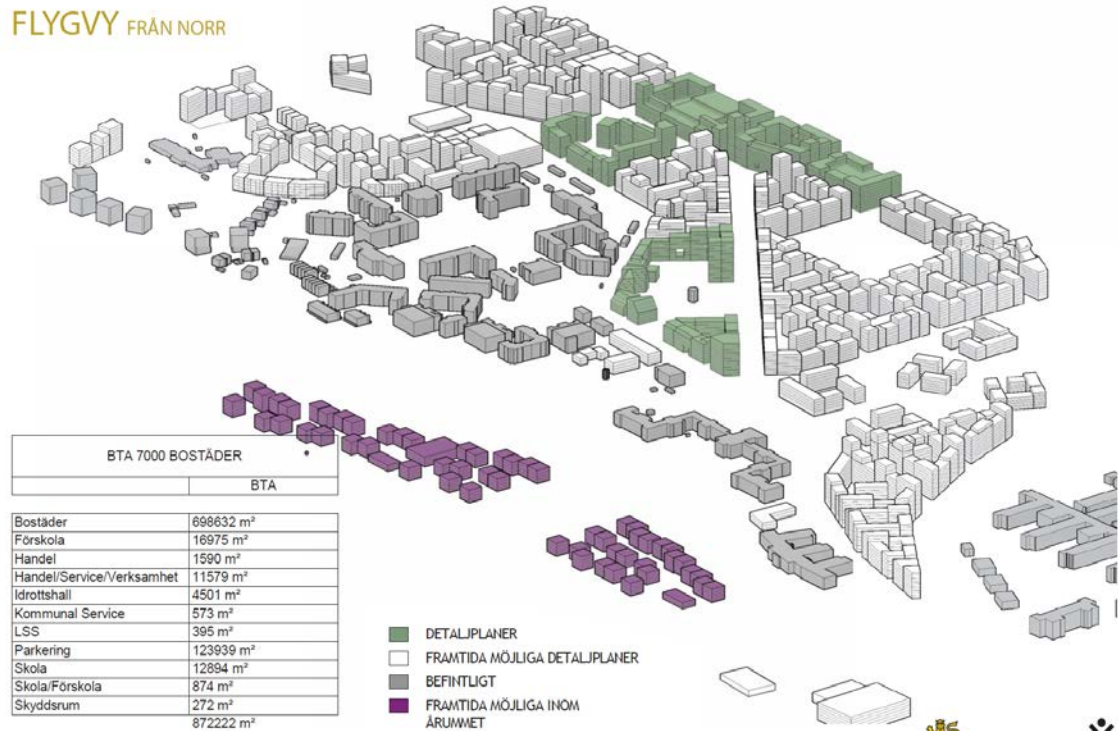 FLYGVY FRÅN NORR
BTA 7000 BOSTÄDER
BTA
Bostäder 698632 m²
Förskola 16975 m²
Handel 1590 m²
Handel/Service/Verksamhet 11579 m²
Idrottshall 4501 m²
Kommunal Service 573 m²
LSS 395 m²
Parkering 123939 m²
Skola 12894 m²
Skola/Förskola 874 m²
Skyddsrum 272 m²
872222 m²
DETALJPLANER
FRAMTIDA MÖJLIGA DETALJPLANER
BEFINTLIGT
FRAMTIDA MÖJLIGA INOM
ÅRUMMET